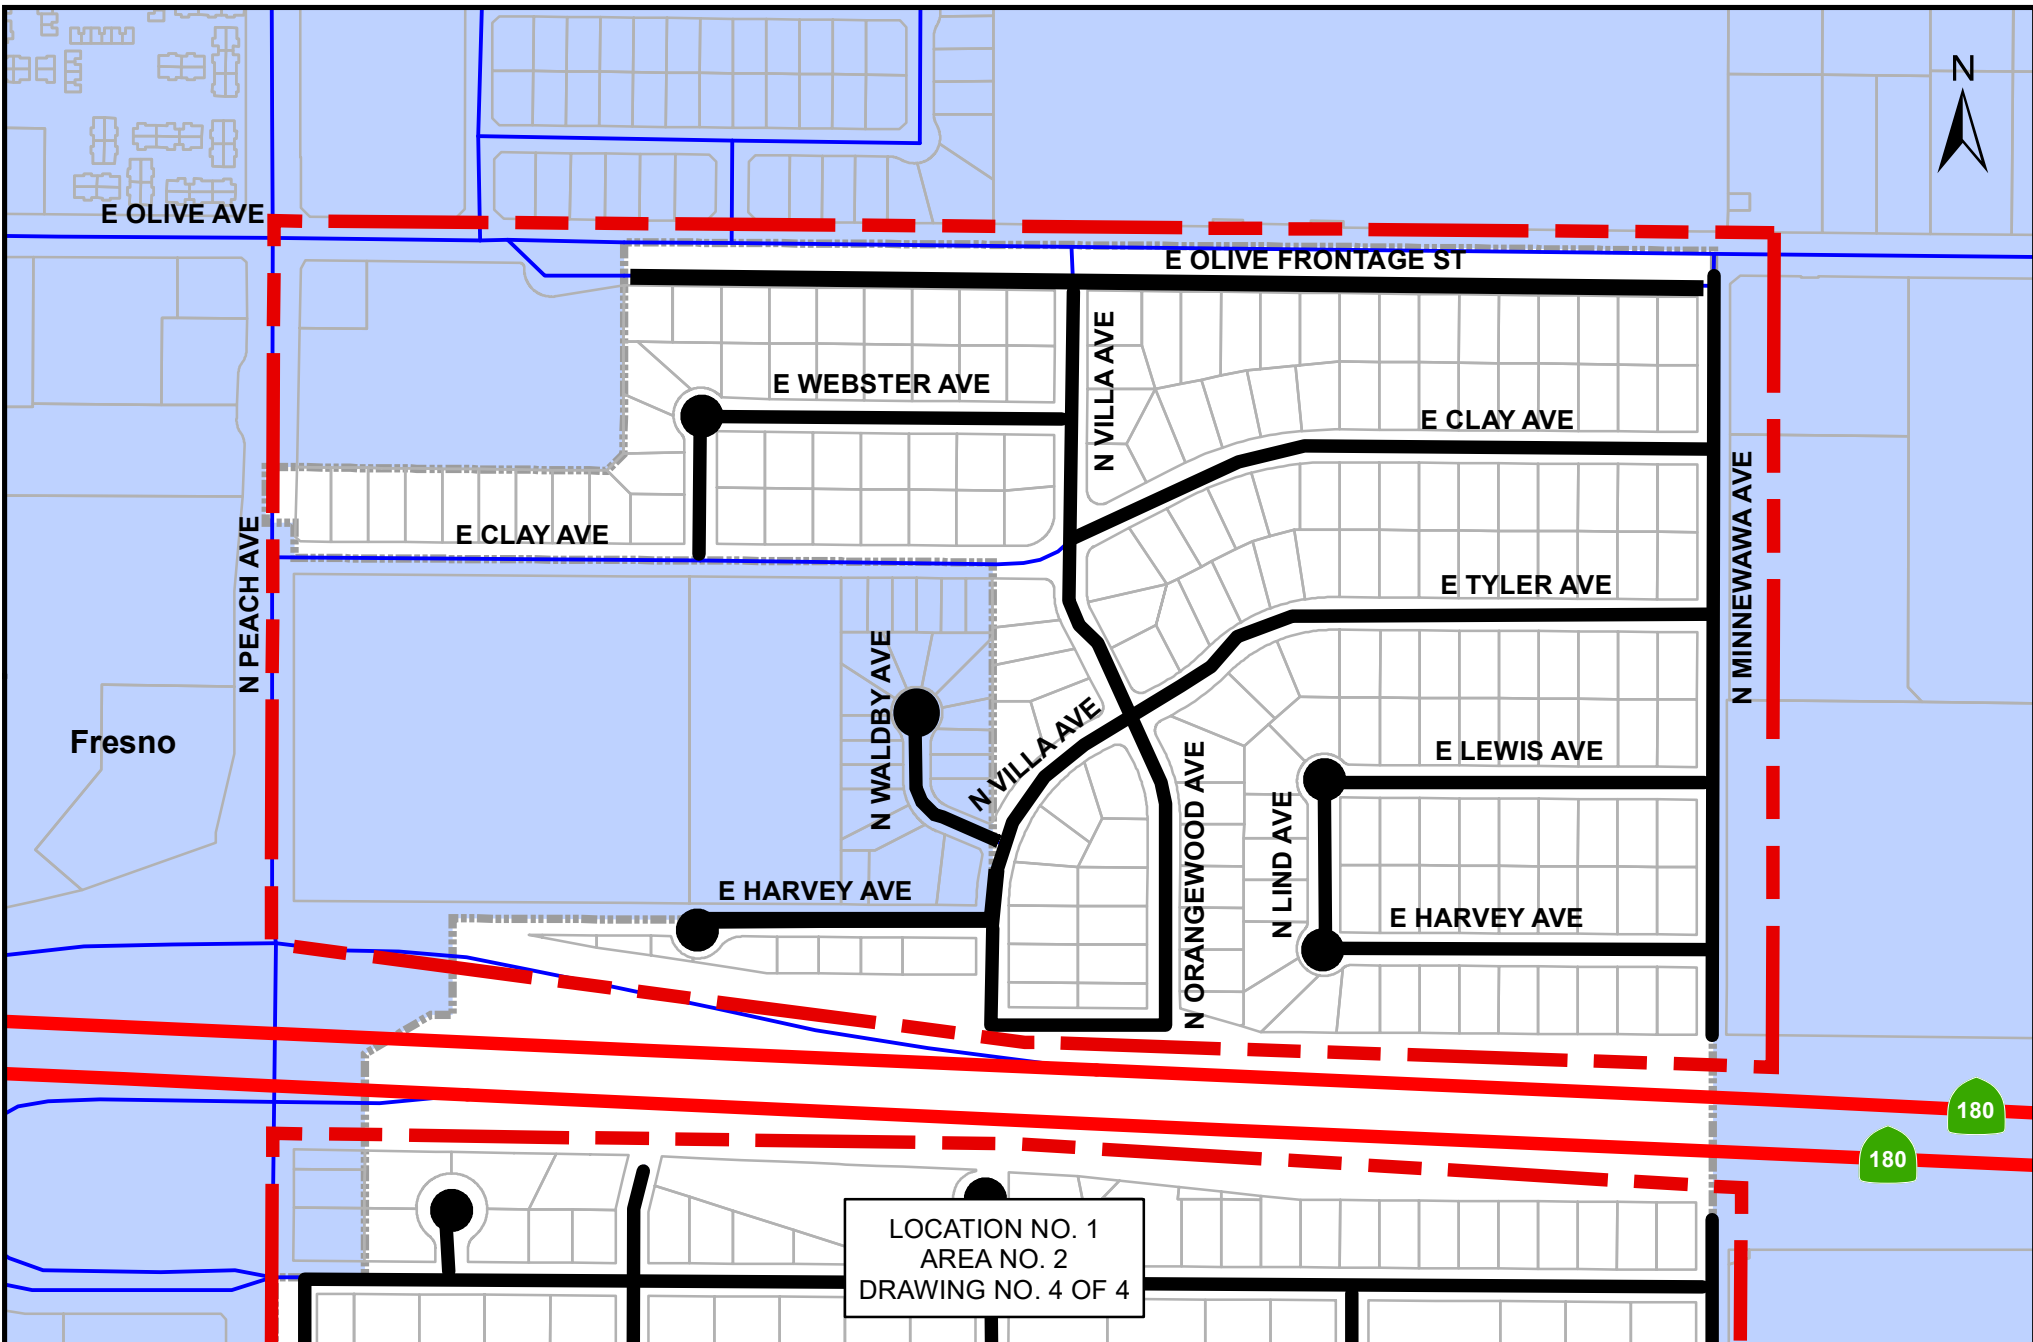 N
E OLIVE AVE
E OLIVE FRONTAGE ST
N VILLA AVE
E WEBSTER AVE
E CLAY AVE
N MINNEWAWA AVE
N PEACH AVE
E CLAY AVE
E TYLER AVE
N WALDBY AVE
N VILLA AVE
Fresno
N ORANGEWOOD AVE
E LEWIS AVE
N LIND AVE
E HARVEY AVE
E HARVEY AVE
180
180
LOCATION NO. 1
AREA NO. 2
DRAWING NO. 4 OF 4